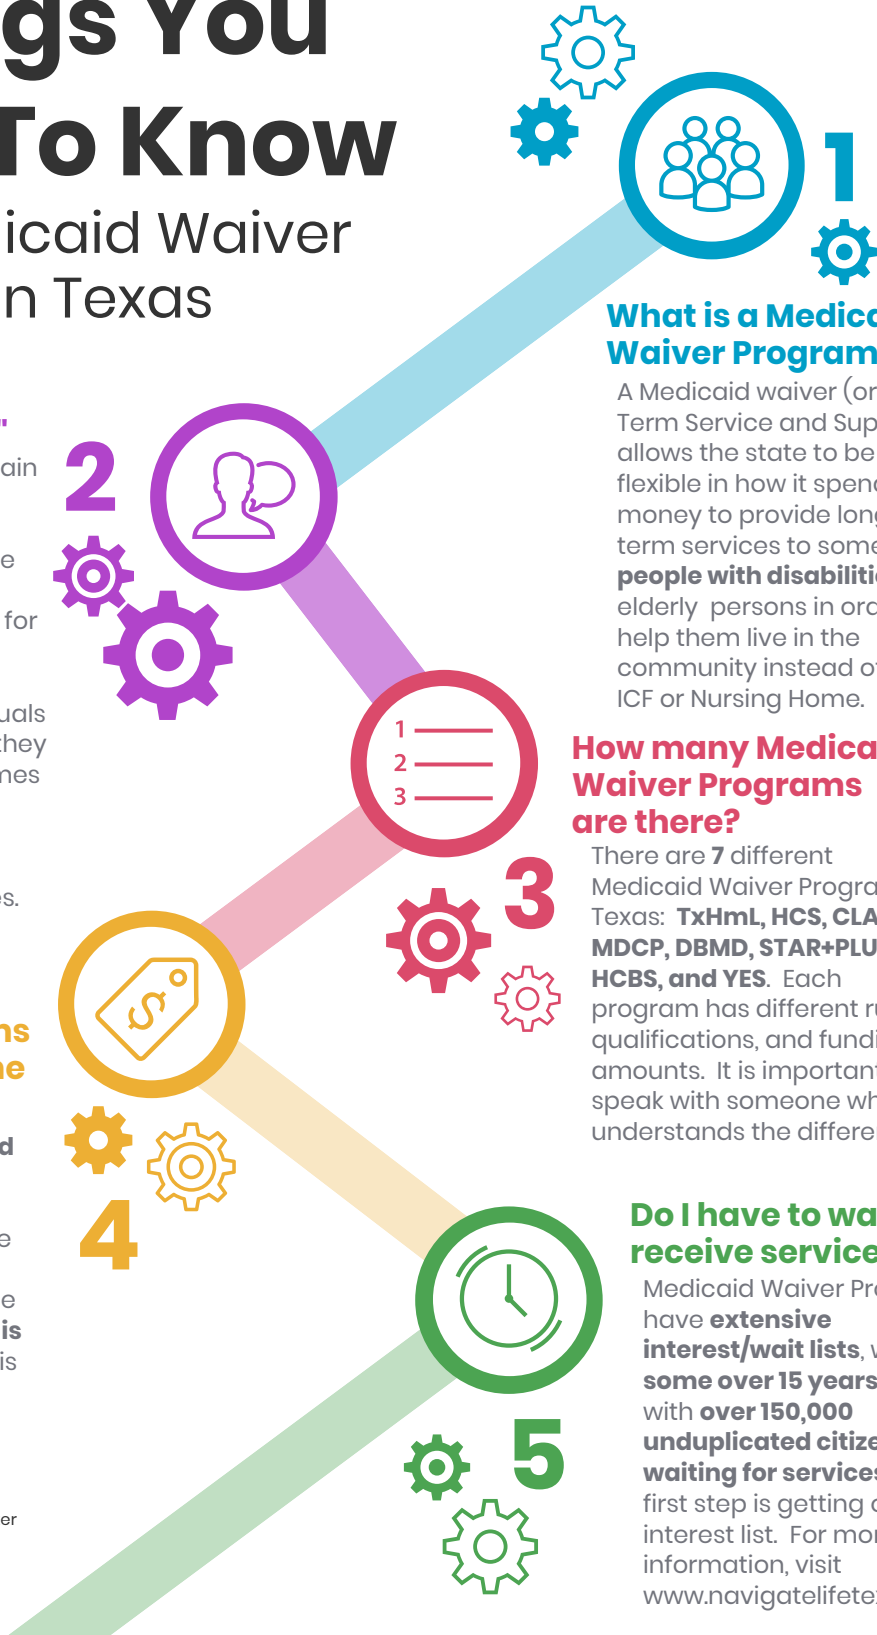 gs You
To Know
icaid Waiver
n Texas
1
What is a Medica
Waiver Program
A Medicaid waiver (or
Term Service and Sup
allows the state to be
flexible in how it spend
money to provide long
term services to some
people with disabilitie
elderly persons in ord
help them live in the
community instead of
ICF or Nursing Home.
"
ain
e
for
uals
they
mes
es.
2
1
2
3
3
How many Medica
Waiver Programs
are there?
There are 7 different
Medicaid Waiver Progra
Texas: TxHmL, HCS, CLA
MDCP, DBMD, STAR+PLU
HCBS, and YES. Each
program has different ru
qualifications, and fundi
amounts. It is important
speak with someone wh
understands the differe
ns
ne
d
e
e
is
is
er
$
4
5
Do I have to wa
receive service
Medicaid Waiver Pro
have extensive
interest/wait lists, w
some over 15 years
with over 150,000
unduplicated citize
waiting for services
first step is getting o
interest list. For mor
information, visit
www.navigatelifete